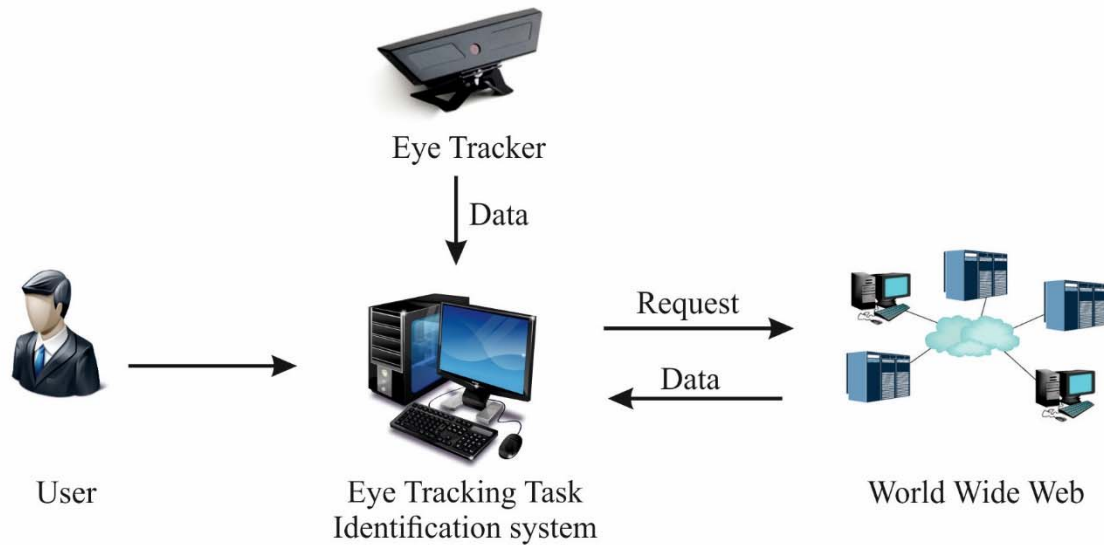 Eye Tracker
Data
Request
Data
User
Eye Tracking Task
Identification system
World Wide Web